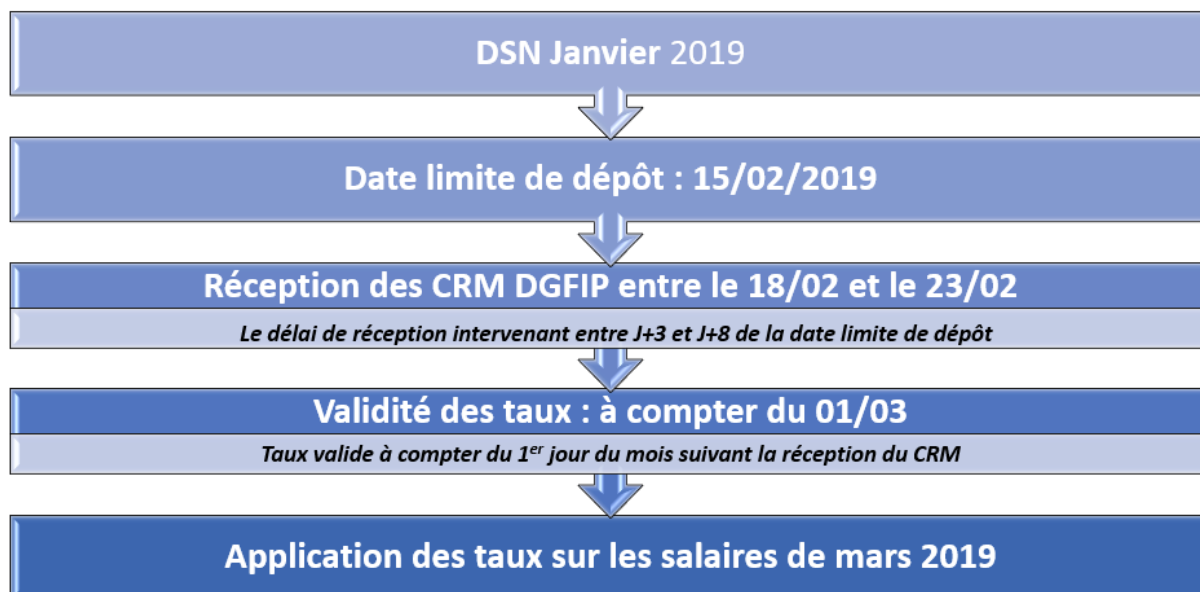 DSN Janvier 2019
Date limite de dépôt : 15/02/2019
Réception des CRM DGFIP entre le 18/02 et le 23/02
Le délai de réception intervenant entre J+3 et J+8 de la date limite de dépôt
Validité des taux : à compter du 01/03
Taux valide à compter du 1er jour du mois suivant la réception du CRM
Application des taux sur les salaires de mars 2019